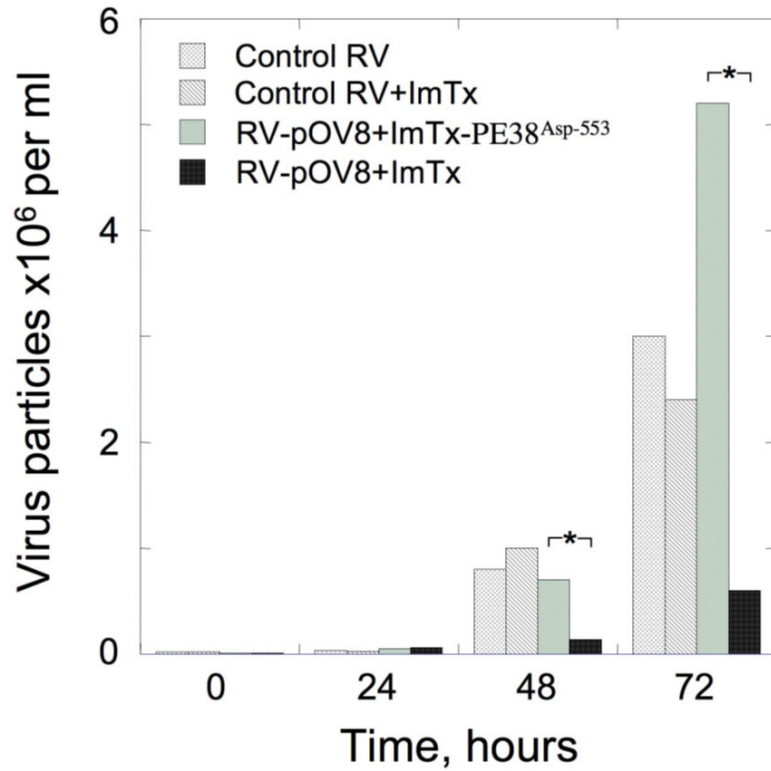 6
Control RV
Control RV+ImTx
RV-pOV8+ImTx-PE38Asp-553
RV-pOV8+ImTx
*
4
2
*
0
0 24 48 72
Time, hours
Virus particles x10⁶ per ml